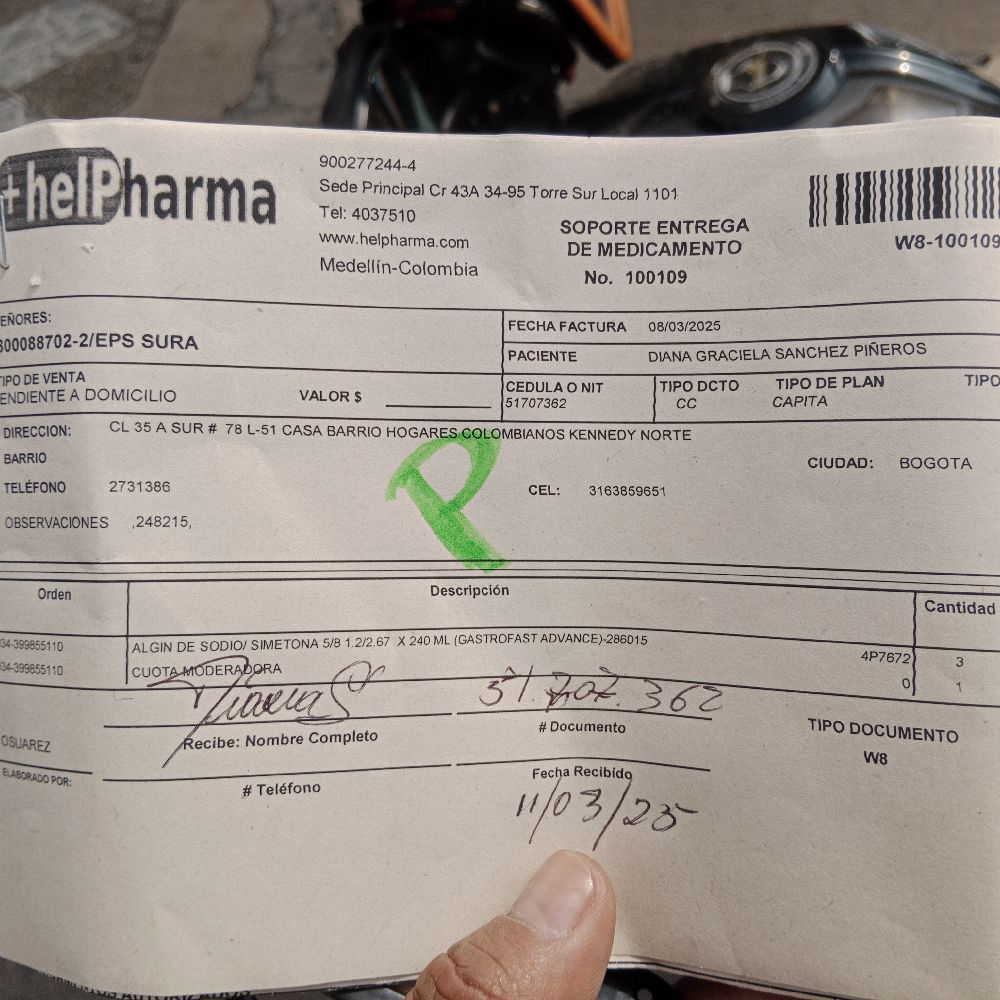 +helPharma
900277244-4
Sede Principal Cr 43A 34-95 Torre Sur Local 1101
Tel: 4037510
www.helpharma.com
Medellín-Colombia
SOPORTE ENTREGA
DE MEDICAMENTO
No. 100109
W8-100109
EÑORES:
800088702-2/EPS SURA
FECHA FACTURA 08/03/2025
PACIENTE DIANA GRACIELA SANCHEZ PIÑEROS
TIPO DE VENTA
ENDIENTE A DOMICILIO VALOR $
CEDULA O NIT TIPO DCTO TIPO DE PLAN TIPO
51707362 CC CAPITA
DIRECCION: CL 35 A SUR # 78 L-51 CASA BARRIO HOGARES COLOMBIANOS KENNEDY NORTE
BARRIO
CIUDAD: BOGOTA
TELÉFONO 2731386
CEL: 3163859651
OBSERVACIONES ,248215,
P
Orden Descripción Cantidad
34-399855110 ALGIN DE SODIO/ SIMETONA 5/8 1.2/2.67 X 240 ML (GASTROFAST ADVANCE)-286015 4P7672 3
34-399855110 CUOTA MODERADORA 0 1
51.707.362
OSUAREZ
Recibe: Nombre Completo
# Documento
TIPO DOCUMENTO
W8
ELABORADO POR:
# Teléfono
Fecha Recibido
11/03/25